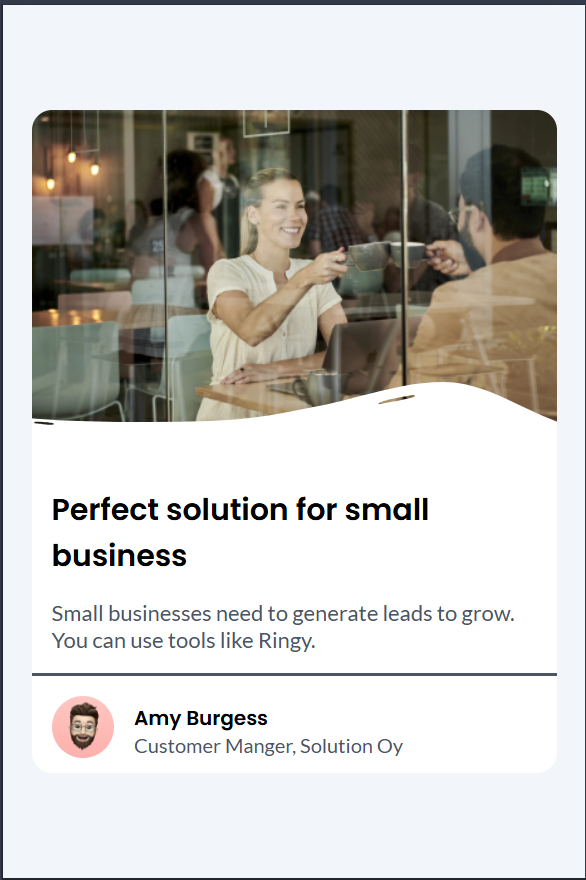 Perfect solution for small
business
Small businesses need to generate leads to grow.
You can use tools like Ringy.
Amy Burgess
Customer Manger, Solution Oy